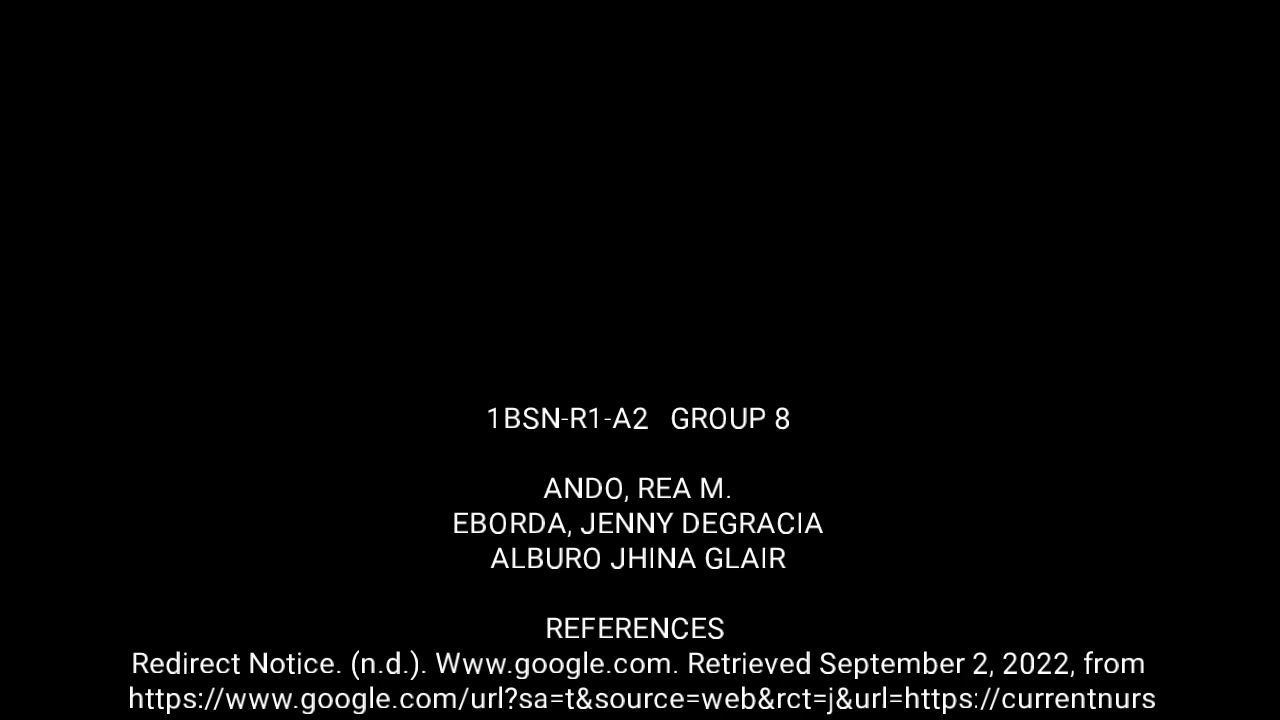 1BSN-R1-A2 GROUP 8
ANDO, REA M.
EBORDA, JENNY DEGRACIA
ALBURO JHINA GLAIR
REFERENCES
Redirect Notice. (n.d.). Www.google.com. Retrieved September 2, 2022, from
https://www.google.com/url?sa=t&source=web&rct=j&url=https://currentnurs